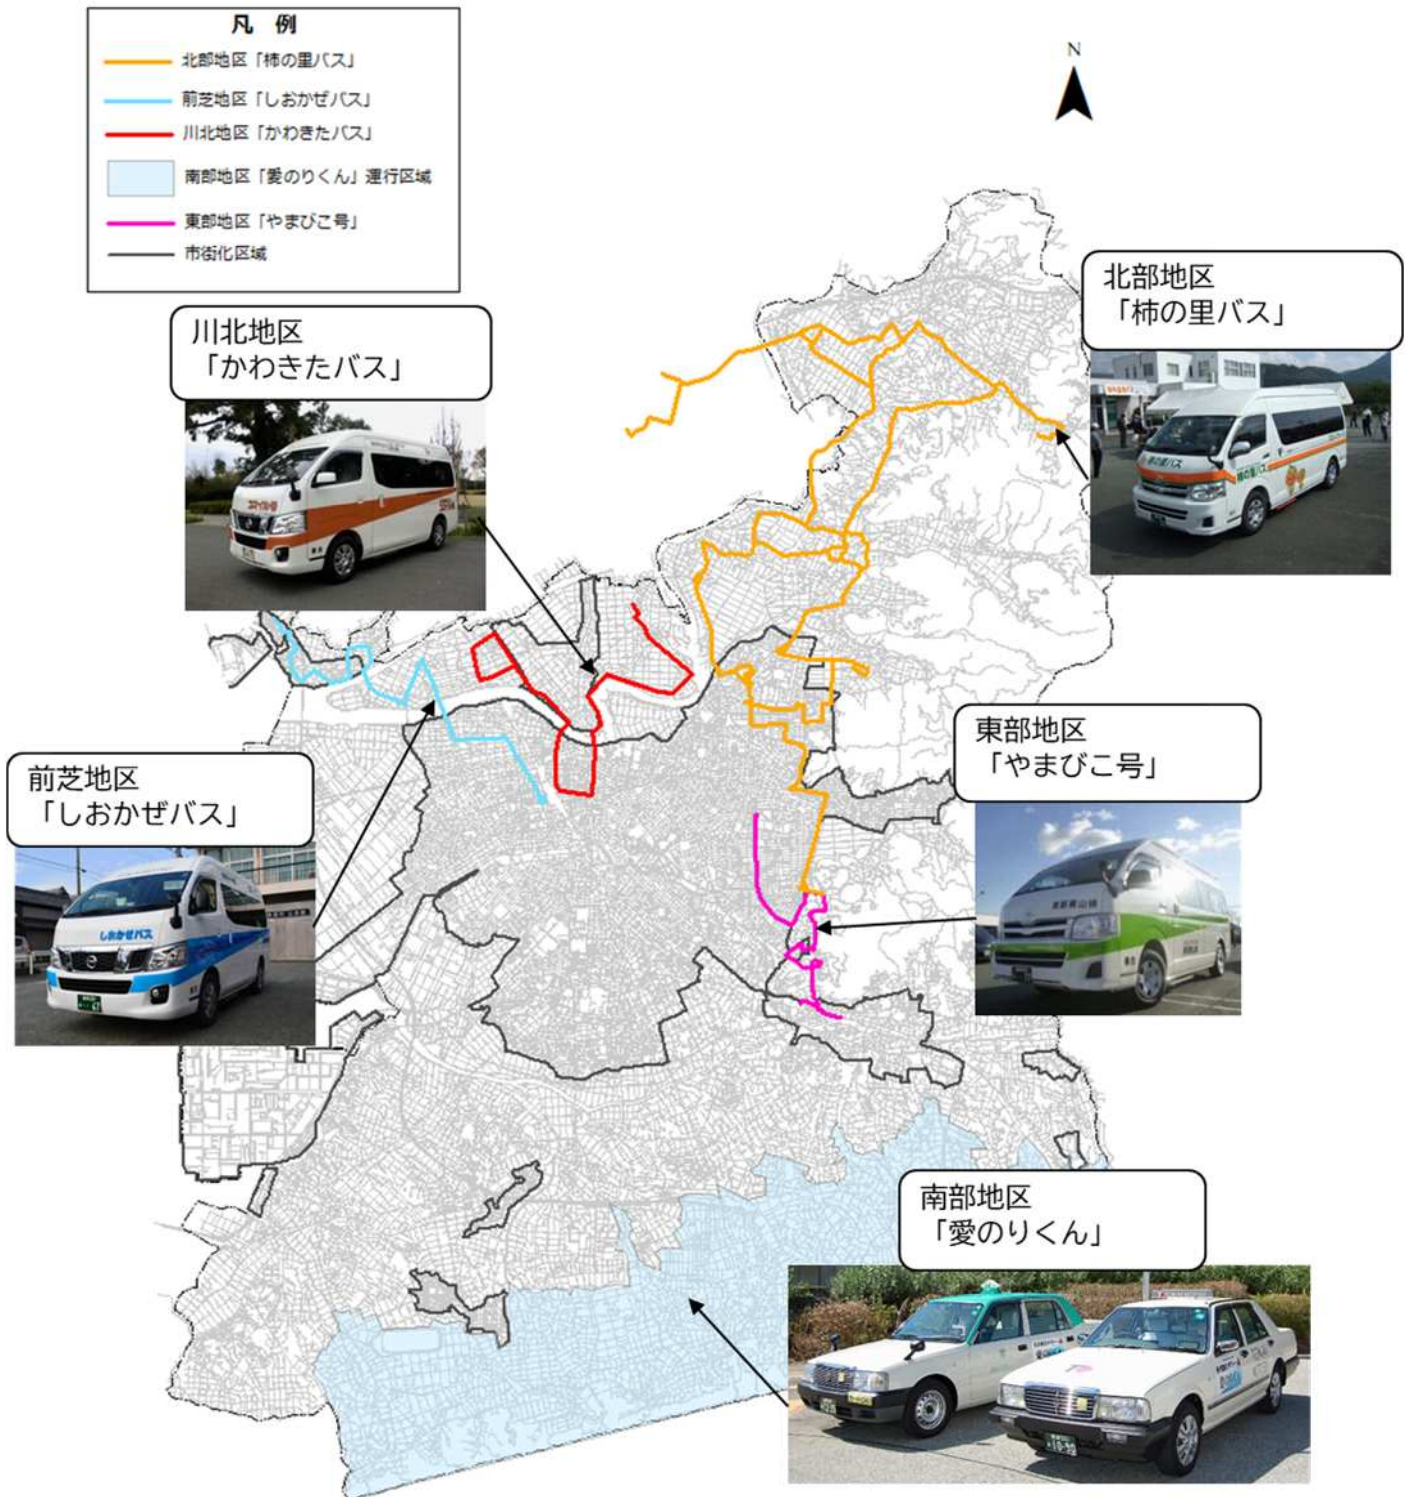 凡 例
北部地区「柿の里バス」
前芝地区「しおかぜバス」
川北地区「かわきたバス」
南部地区「愛のりくん」運行区域
東部地区「やまびこ号」
市街化区域
N
北部地区
「柿の里バス」
川北地区
「かわきたバス」
柿の里バス
東部地区
「やまびこ号」
前芝地区
「しおかぜバス」
しおかぜバス
南部地区
「愛のりくん」